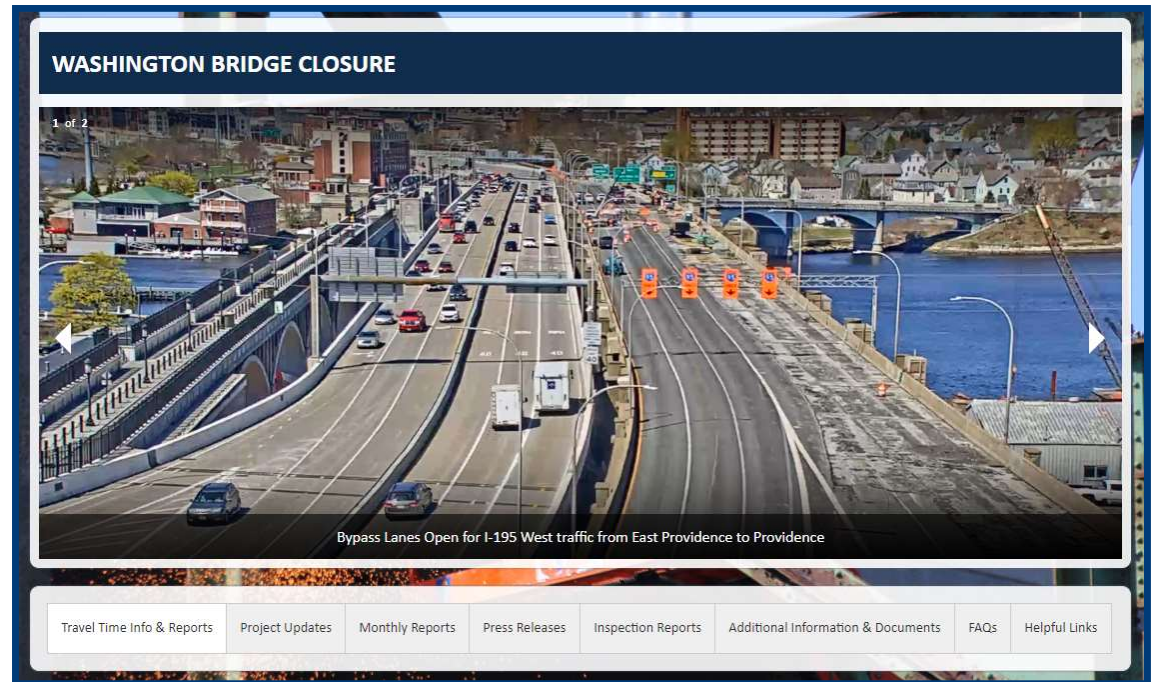 WASHINGTON BRIDGE CLOSURE
1 of 2
Bypass Lanes Open for I-195 West traffic from East Providence to Providence
Travel Time Info & Reports
Project Updates
Monthly Reports
Press Releases
Inspection Reports
Additional Information & Documents
FAQs
Helpful Links